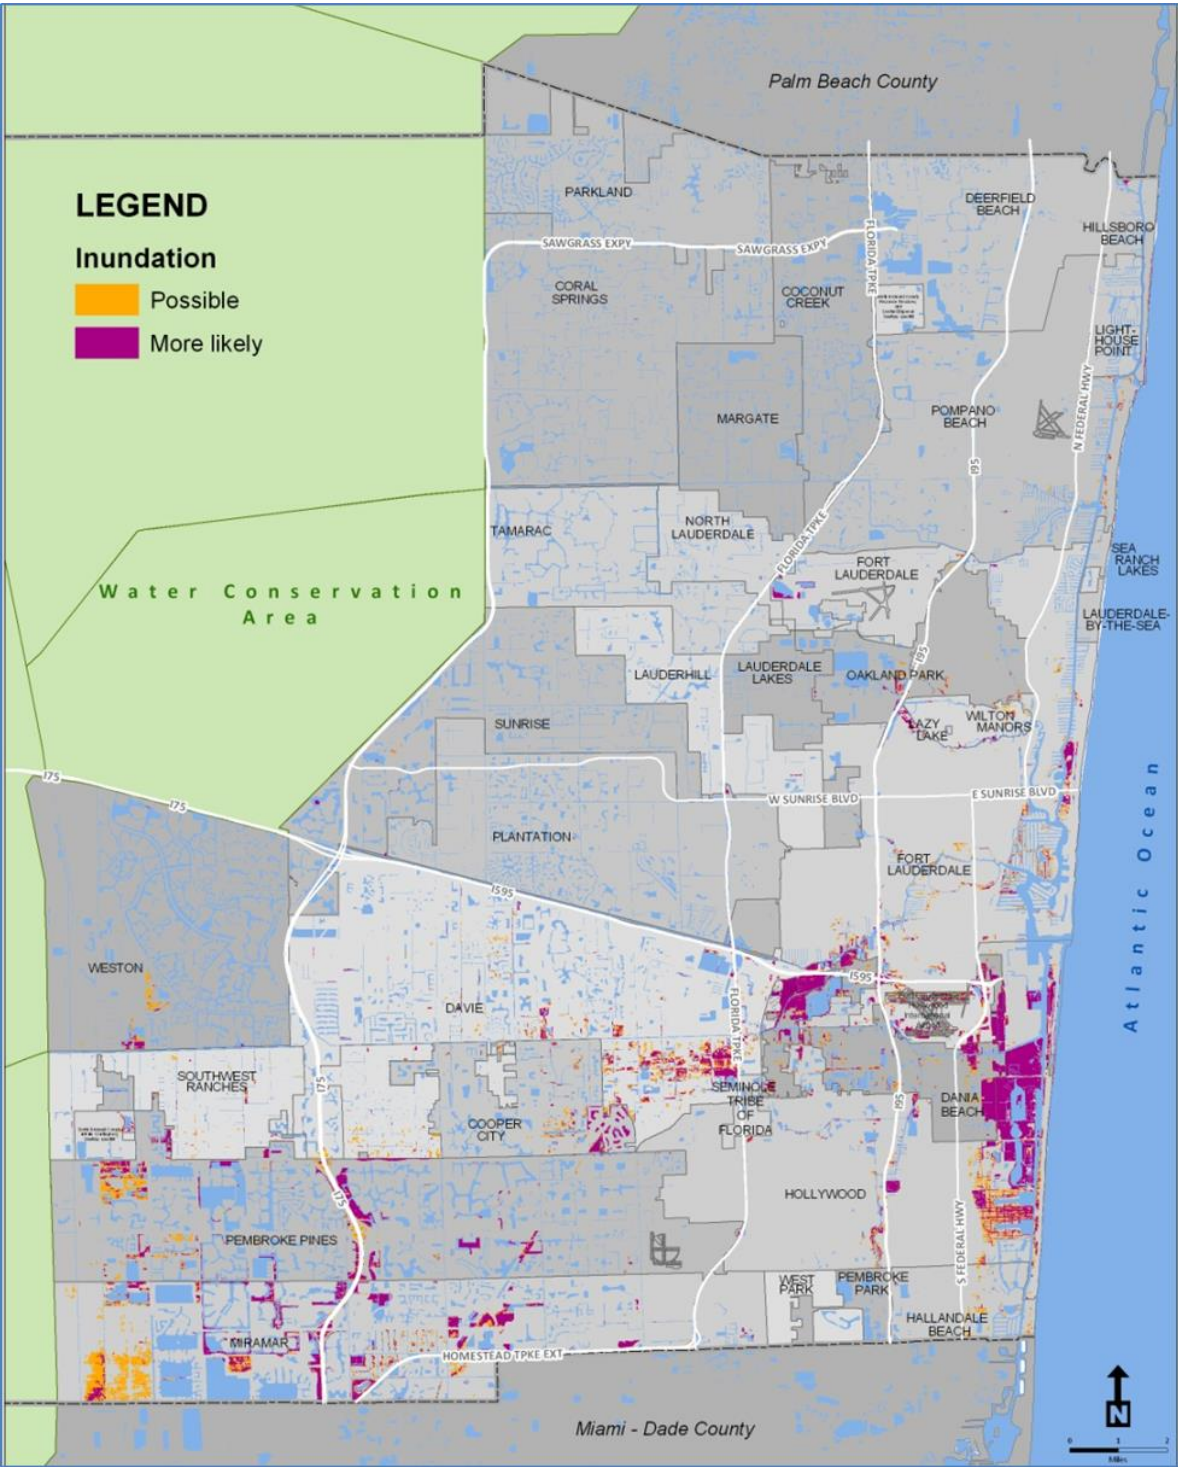 Palm Beach County
PARKLAND
DEERFIELD
BEACH
LEGEND
HILLSBORO
BEACH
SAWGRASS EXPY
SAWGRASS EXPY
FLORIDA TPKE
Inundation
Possible
More likely
CORAL
SPRINGS
COCONUT
CREEK
LIGHT-
HOUSE
POINT
MARGATE
POMPANO
BEACH
N FEDERAL HWY
I95
TAMARAC
NORTH
LAUDERDALE
FLORIDA TPKE
FORT
LAUDERDALE
SEA
RANCH
LAKES
Water Conservation
Area
LAUDERDALE-
BY-THE-SEA
I95
LAUDERHILL
LAUDERDALE
LAKES
OAKLAND PARK
SUNRISE
LAZY
LAKE
WILTON
MANORS
I75
I75
W SUNRISE BLVD
E SUNRISE BLVD
PLANTATION
FORT
LAUDERDALE
Atlantic Ocean
I595
WESTON
I595
DAVIE
FLORIDA TPKE
International
SOUTHWEST
RANCHES
I75
SEMINOLE
TRIBE
OF
FLORIDA
I95
DANIA
BEACH
COOPER
CITY
I75
HOLLYWOOD
PEMBROKE PINES
S FEDERAL HWY
WEST
PARK
PEMBROKE
PARK
HALLANDALE
BEACH
MIRAMAR
HOMESTEAD TPKE EXT
Miami - Dade County
N
0 1 2
Miles